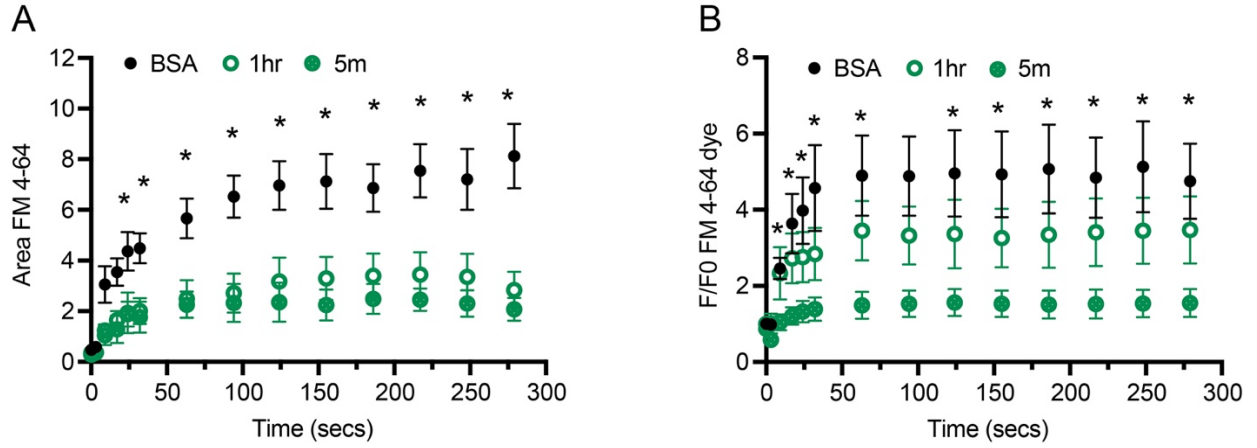 A
BSA 1hr 5m
Area FM 4-64
12
10
8
6
4
2
0
* * * * * * * * * *
0 50 100 150 200 250 300
Time (secs)
B
BSA 1hr 5m
F/F0 FM 4-64 dye
8
6
4
2
0
* * * * * * * * * * *
0 50 100 150 200 250 300
Time (secs)